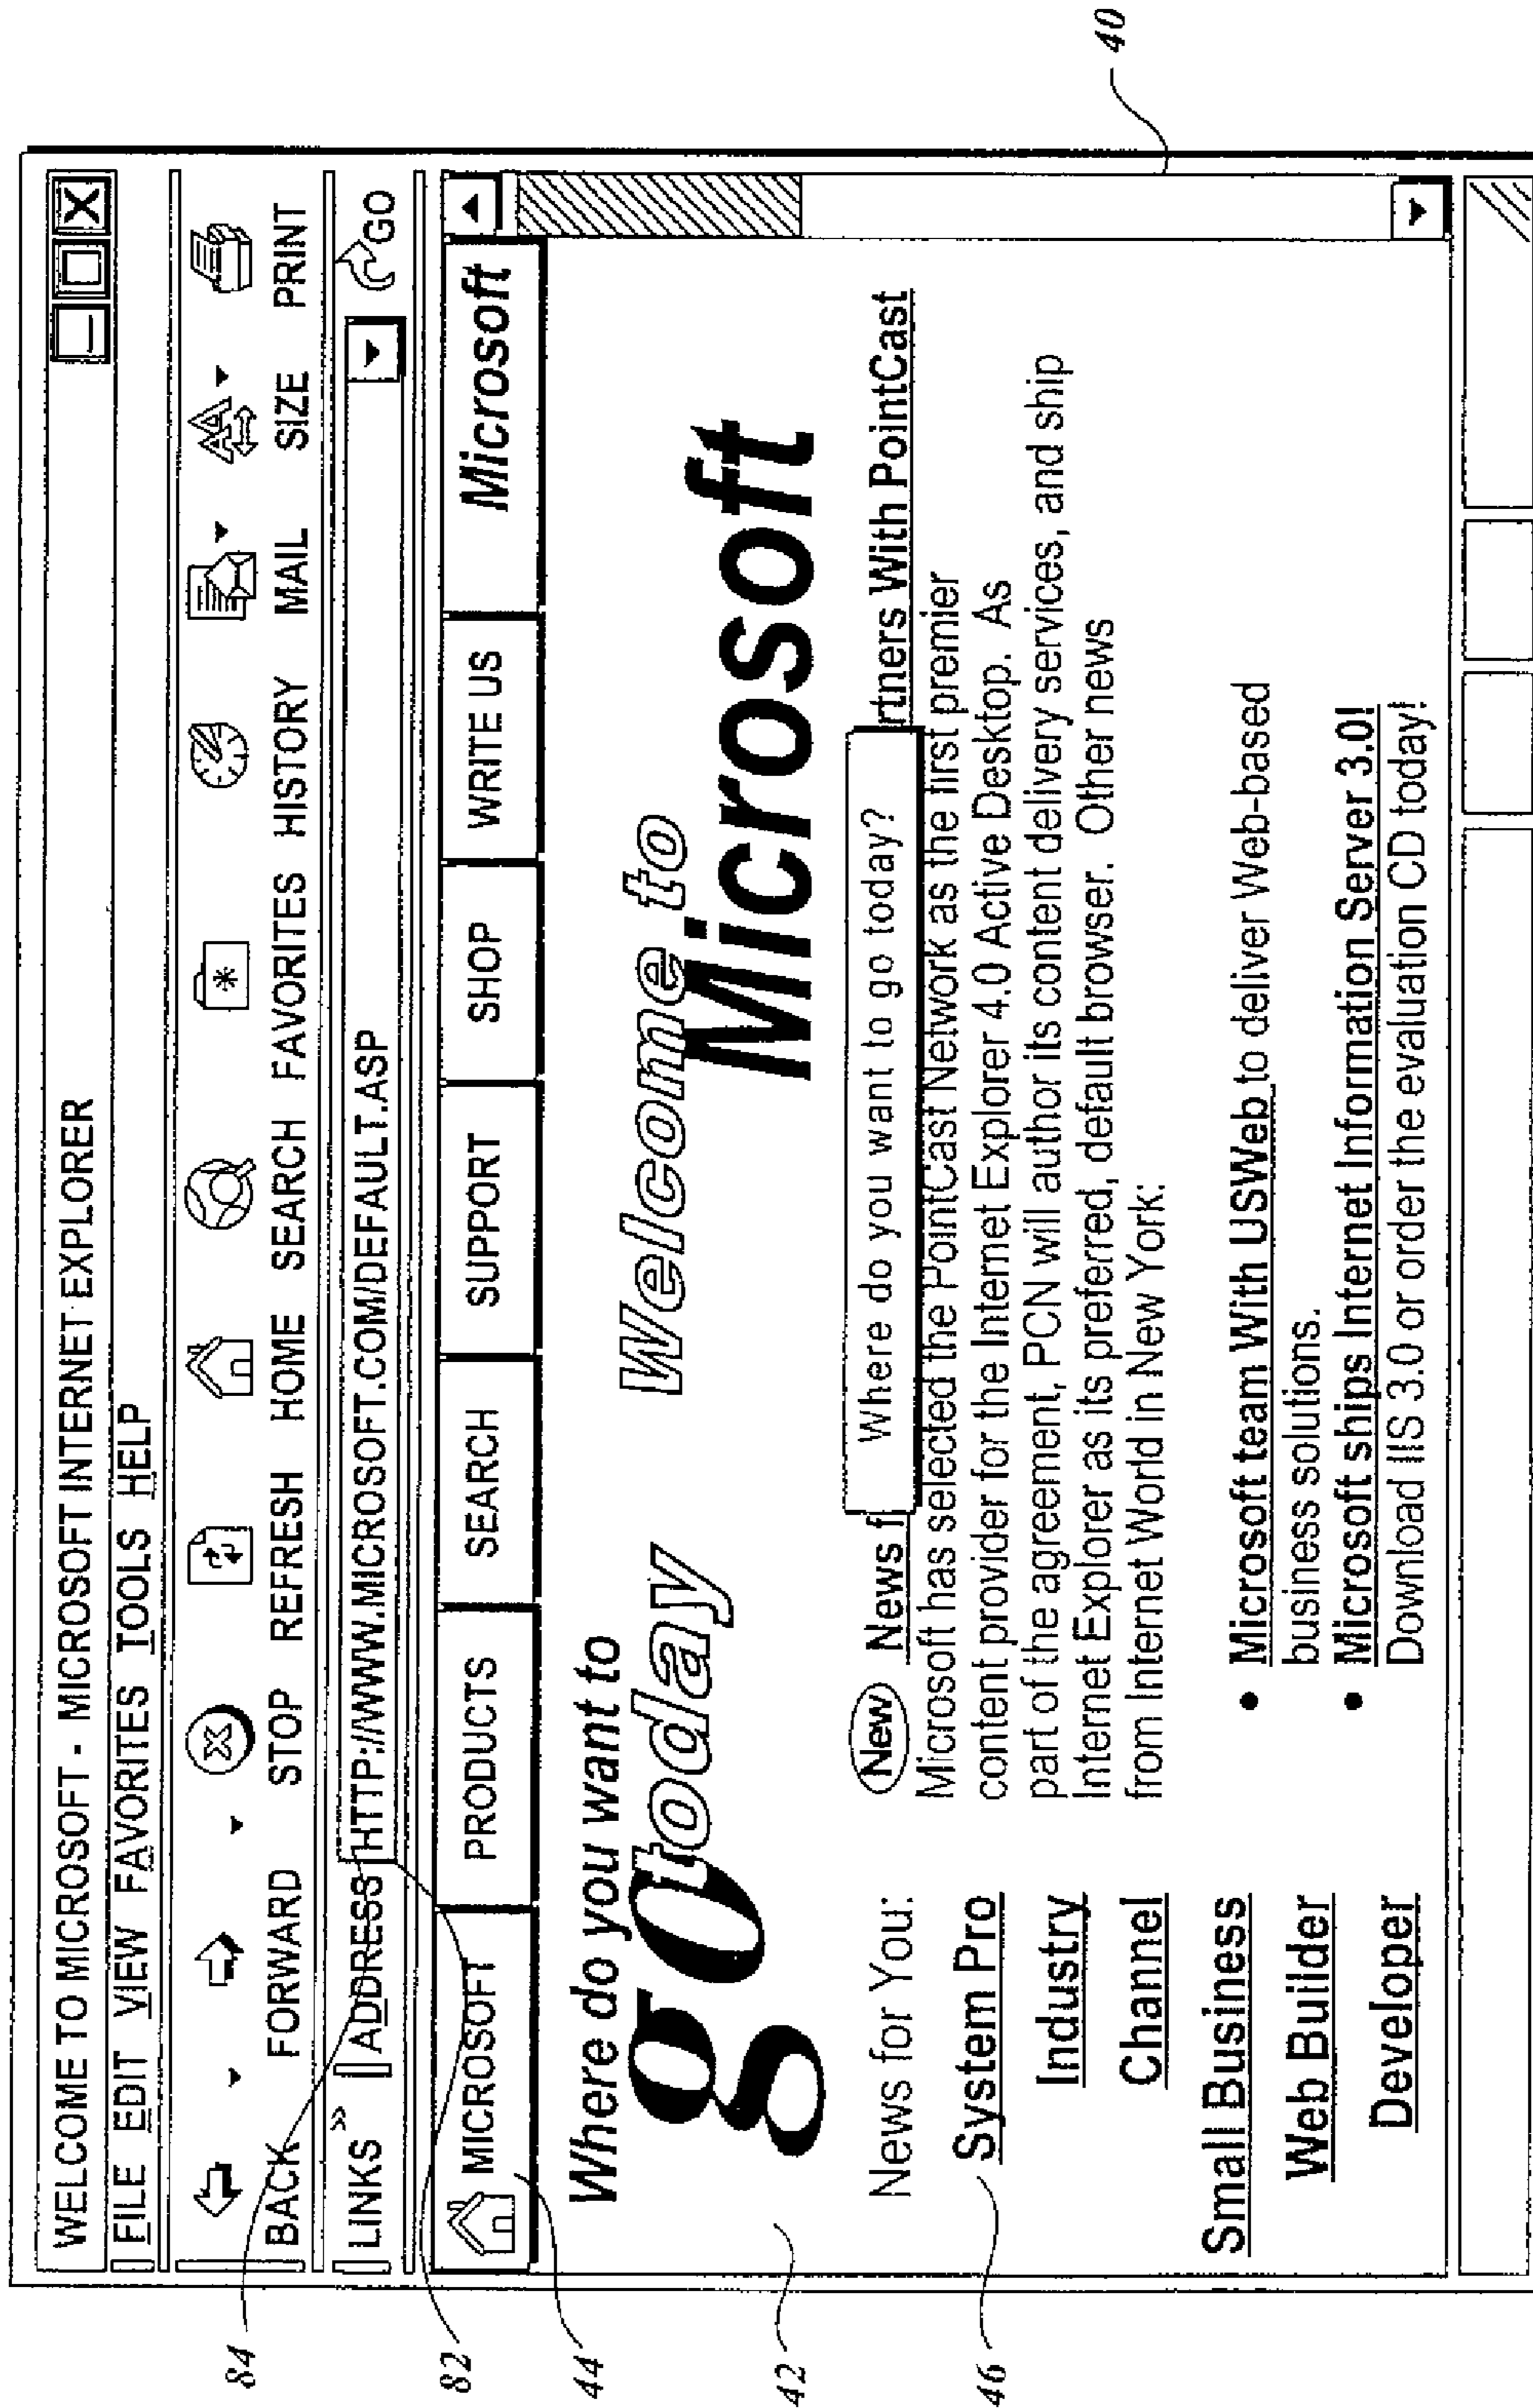 WELCOME TO MICROSOFT - MICROSOFT INTERNET EXPLORER
FILE EDIT VIEW FAVORITES TOOLS HELP
BACK FORWARD STOP REFRESH HOME SEARCH FAVORITES HISTORY MAIL SIZE PRINT
LINKS » ADDRESS HTTP://WWW.MICROSOFT.COM/DEFAULT.ASP GO
MICROSOFT PRODUCTS SEARCH SUPPORT SHOP WRITE US Microsoft
Where do you want to
go today
Welcome to
Microsoft
News for You:
System Pro
Industry
Channel
Small Business
Web Builder
Developer
New News f Where do you want to go today? rtners With PointCast
Microsoft has selected the PointCast Network as the first premier
content provider for the Internet Explorer 4.0 Active Desktop. As
part of the agreement, PCN will author its content delivery services, and ship
Internet Explorer as its preferred, default browser. Other news
from Internet World in New York:
• Microsoft team With USWeb to deliver Web-based
business solutions.
• Microsoft ships Internet Information Server 3.0!
Download IIS 3.0 or order the evaluation CD today!
84
82
44
42
46
40